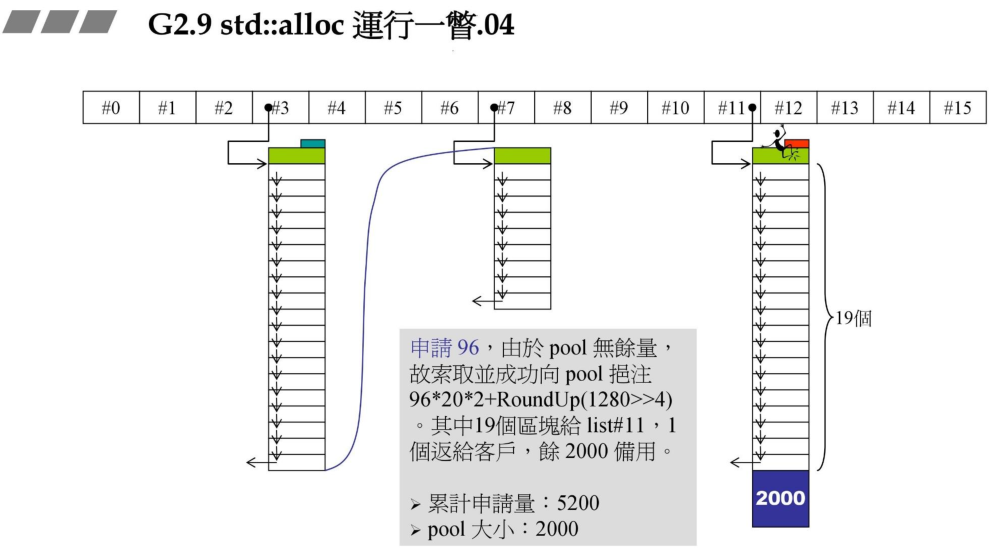 G2.9 std::alloc 運行一瞥.04
#0 #1 #2 #3 #4 #5 #6 #7 #8 #9 #10 #11 #12 #13 #14 #15
19個
申請 96，由於 pool 無餘量，
故索取並成功向 pool 挹注
96*20*2+RoundUp(1280>>4)
。其中19個區塊給 list#11，1
個返給客戶，餘 2000 備用。
➢ 累計申請量：5200
➢ pool 大小：2000
2000